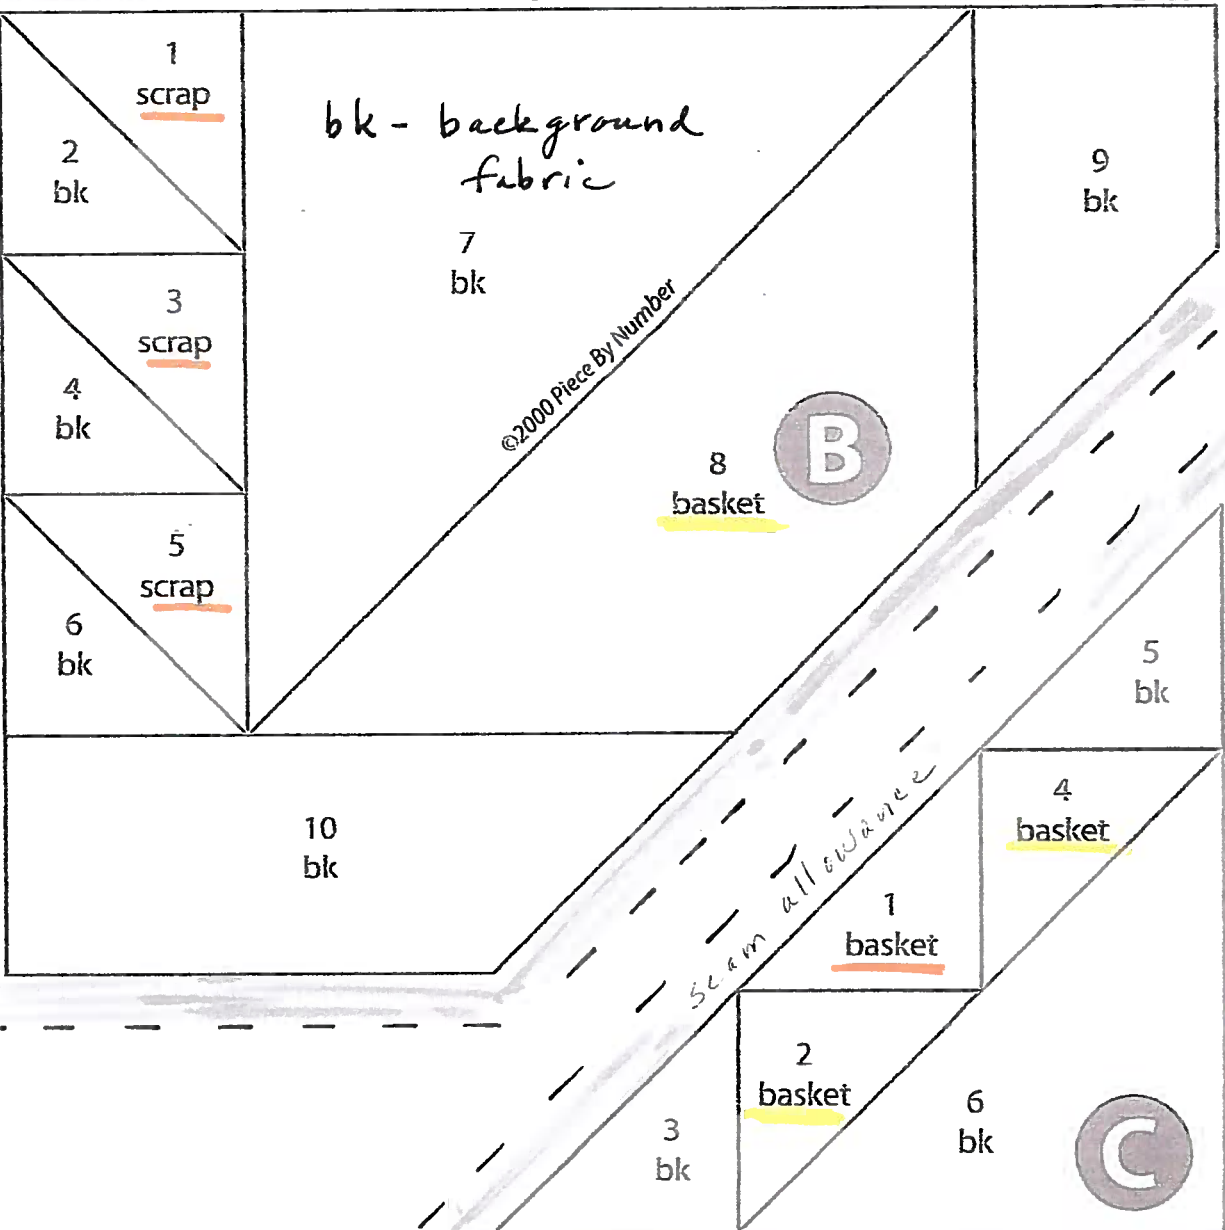 1
scrap
2
bk
bk - background
fabric
9
bk
7
bk
3
scrap
©2000 Piece By Number
4
bk
B
8
basket
5
scrap
6
bk
5
bk
10
bk
4
basket
seam allowance
1
basket
2
basket
3
bk
6
bk
C